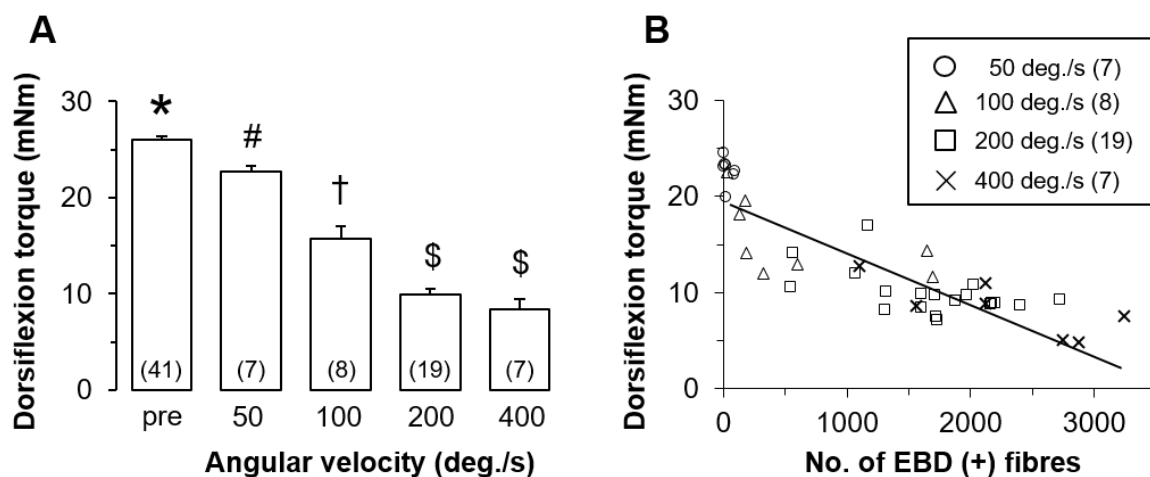 A
Dorsiflexion torque (mNm)
30
20
10
0
*
#
†
$
$
(41)
(7)
(8)
(19)
(7)
pre
50
100
200
400
Angular velocity (deg./s)
B
50 deg./s (7)
100 deg./s (8)
200 deg./s (19)
400 deg./s (7)
Dorsiflexion torque (mNm)
30
20
10
0
0
1000
2000
3000
No. of EBD (+) fibres